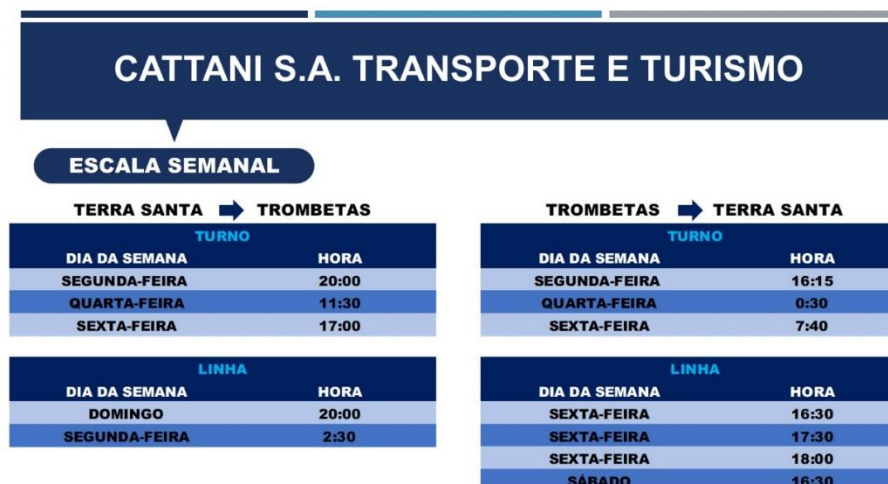 CATTANI S.A. TRANSPORTE E TURISMO
ESCALA SEMANAL
TERRA SANTA TROMBETAS
TURNO
DIA DA SEMANA HORA
SEGUNDA-FEIRA 20:00
QUARTA-FEIRA 11:30
SEXTA-FEIRA 17:00
LINHA
DIA DA SEMANA HORA
DOMINGO 20:00
SEGUNDA-FEIRA 2:30
TROMBETAS TERRA SANTA
TURNO
DIA DA SEMANA HORA
SEGUNDA-FEIRA 16:15
QUARTA-FEIRA 0:30
SEXTA-FEIRA 7:40
LINHA
DIA DA SEMANA HORA
SEXTA-FEIRA 16:30
SEXTA-FEIRA 17:30
SEXTA-FEIRA 18:00
SÁBADO 16:30